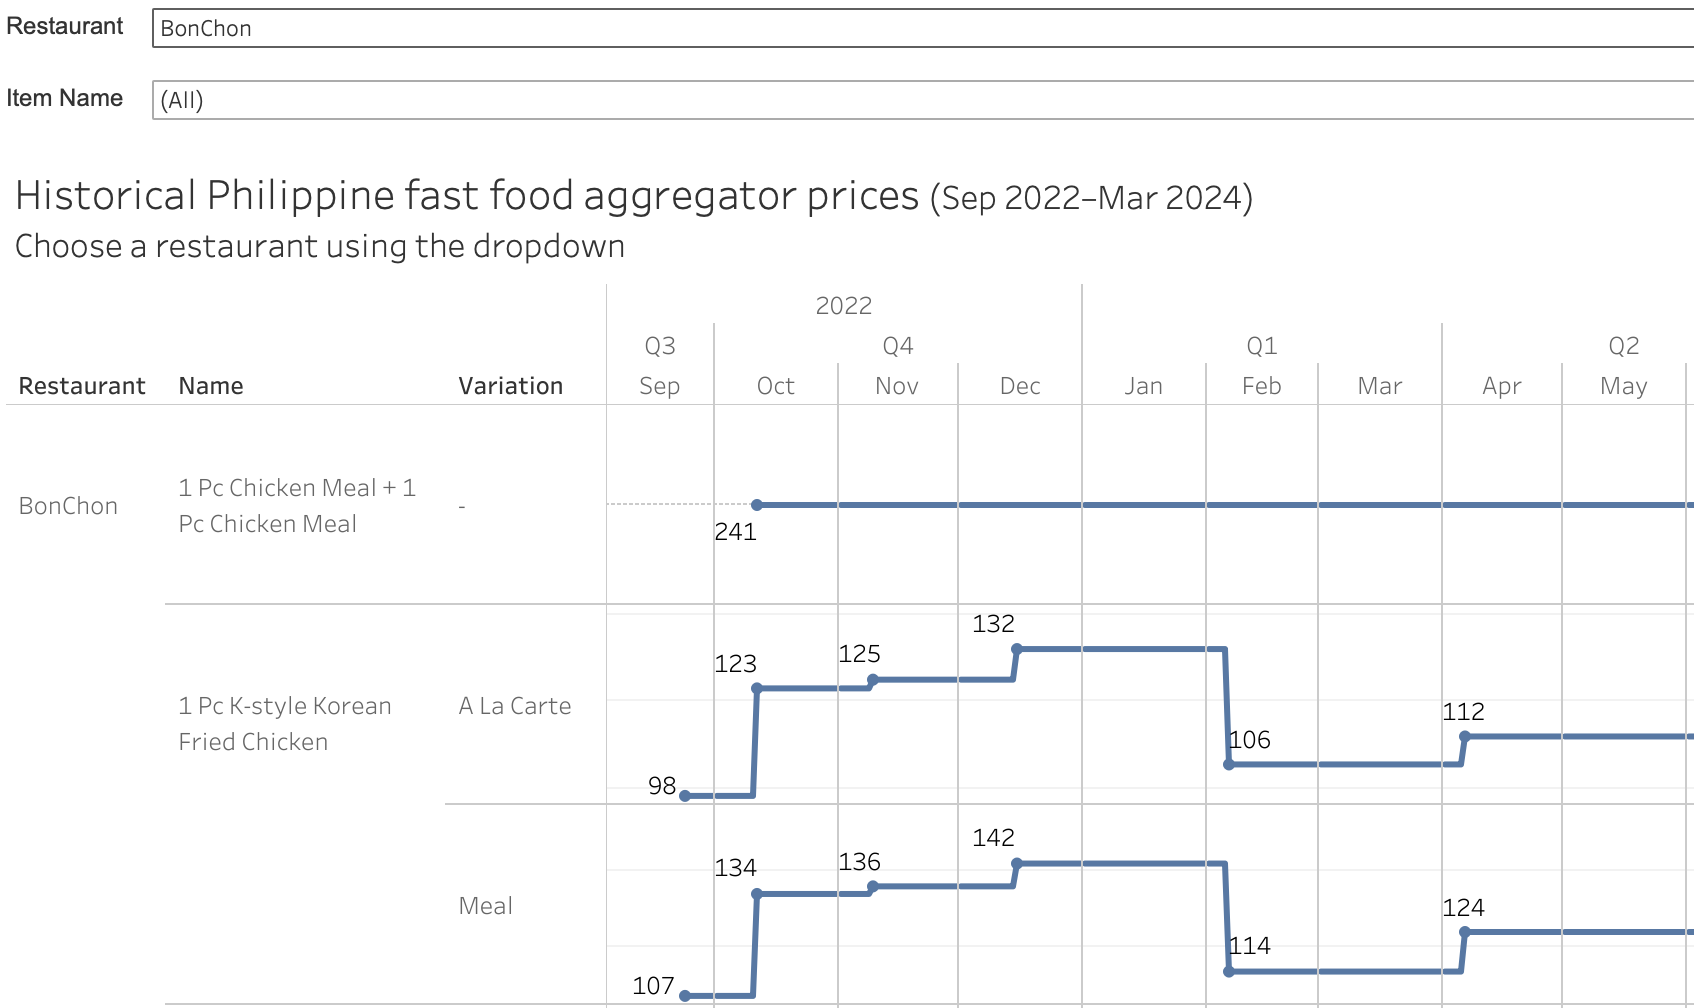 Restaurant BonChon
Item Name (All)
Historical Philippine fast food aggregator prices (Sep 2022–Mar 2024)
Choose a restaurant using the dropdown
2022
Q3 Q4 Q1 Q2
Restaurant Name Variation Sep Oct Nov Dec Jan Feb Mar Apr May
BonChon
1 Pc Chicken Meal + 1
Pc Chicken Meal
-
241
1 Pc K-style Korean
Fried Chicken
A La Carte
98
123
125
132
106
112
Meal
107
134
136
142
114
124